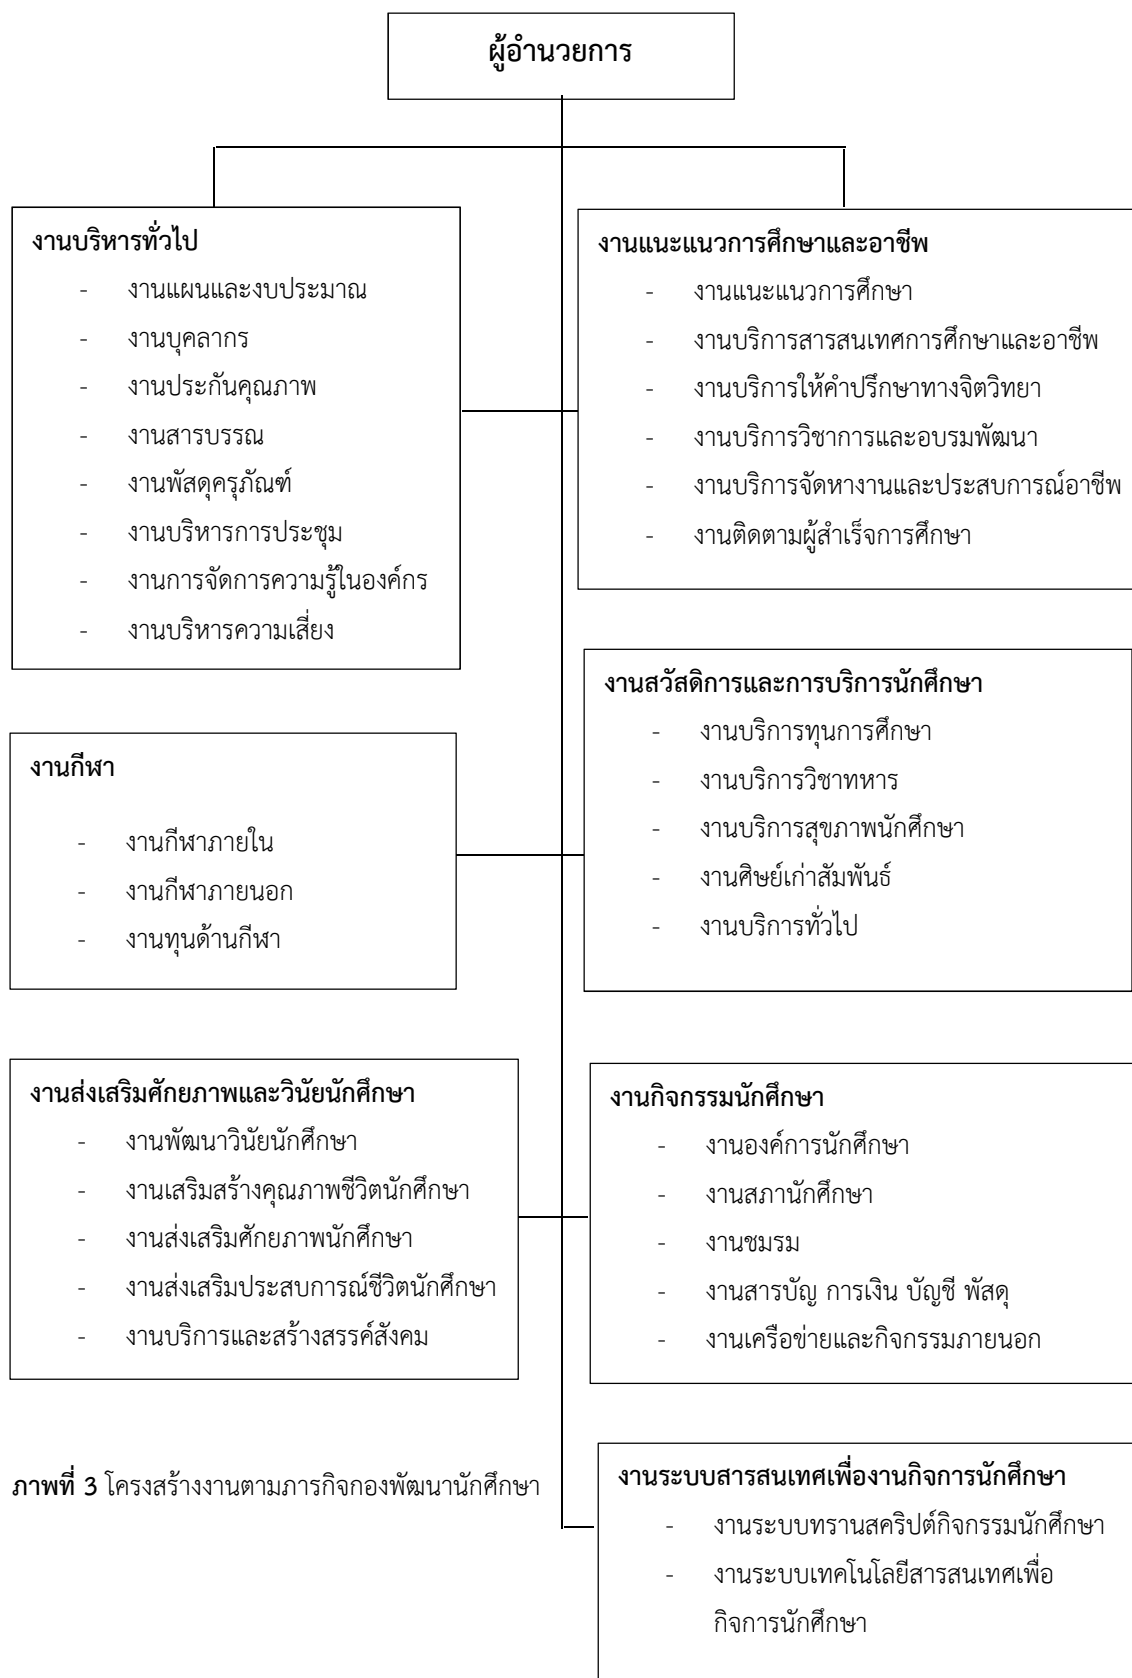 ผู้อำนวยการ
งานบริหารทั่วไป
- งานแผนและงบประมาณ
- งานบุคลากร
- งานประกันคุณภาพ
- งานสารบรรณ
- งานพัสดุครุภัณฑ์
- งานบริหารการประชุม
- งานการจัดการความรู้ในองค์กร
- งานบริหารความเสี่ยง
งานแนะแนวการศึกษาและอาชีพ
- งานแนะแนวการศึกษา
- งานบริการสารสนเทศการศึกษาและอาชีพ
- งานบริการให้คำปรึกษาทางจิตวิทยา
- งานบริการวิชาการและอบรมพัฒนา
- งานบริการจัดหางานและประสบการณ์อาชีพ
- งานติดตามผู้สำเร็จการศึกษา
งานกีฬา
- งานกีฬาภายใน
- งานกีฬาภายนอก
- งานทุนด้านกีฬา
งานสวัสดิการและการบริการนักศึกษา
- งานบริการทุนการศึกษา
- งานบริการวิชาทหาร
- งานบริการสุขภาพนักศึกษา
- งานศิษย์เก่าสัมพันธ์
- งานบริการทั่วไป
งานส่งเสริมศักยภาพและวินัยนักศึกษา
- งานพัฒนาวินัยนักศึกษา
- งานเสริมสร้างคุณภาพชีวิตนักศึกษา
- งานส่งเสริมศักยภาพนักศึกษา
- งานส่งเสริมประสบการณ์ชีวิตนักศึกษา
- งานบริการและสร้างสรรค์สังคม
งานกิจกรรมนักศึกษา
- งานองค์การนักศึกษา
- งานสภานักศึกษา
- งานชมรม
- งานสารบัญ การเงิน บัญชี พัสดุ
- งานเครือข่ายและกิจกรรมภายนอก
งานระบบสารสนเทศเพื่องานกิจการนักศึกษา
- งานระบบทรานสคริปต์กิจกรรมนักศึกษา
- งานระบบเทคโนโลยีสารสนเทศเพื่อ
กิจการนักศึกษา
ภาพที่ 3 โครงสร้างงานตามภารกิจกองพัฒนานักศึกษา